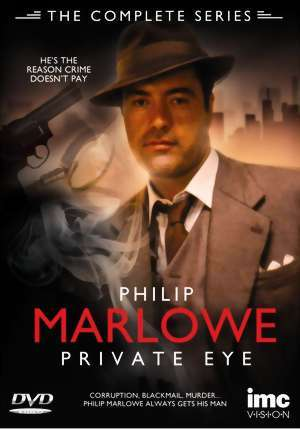 THE COMPLETE SERIES
HE'S THE
REASON CRIME
DOESN'T PAY
PHILIP
MARLOWE
PRIVATE EYE
DVD
CORRUPTION, BLACKMAIL, MURDER...
PHILIP MARLOWE ALWAYS GETS HIS MAN
imc
VISION